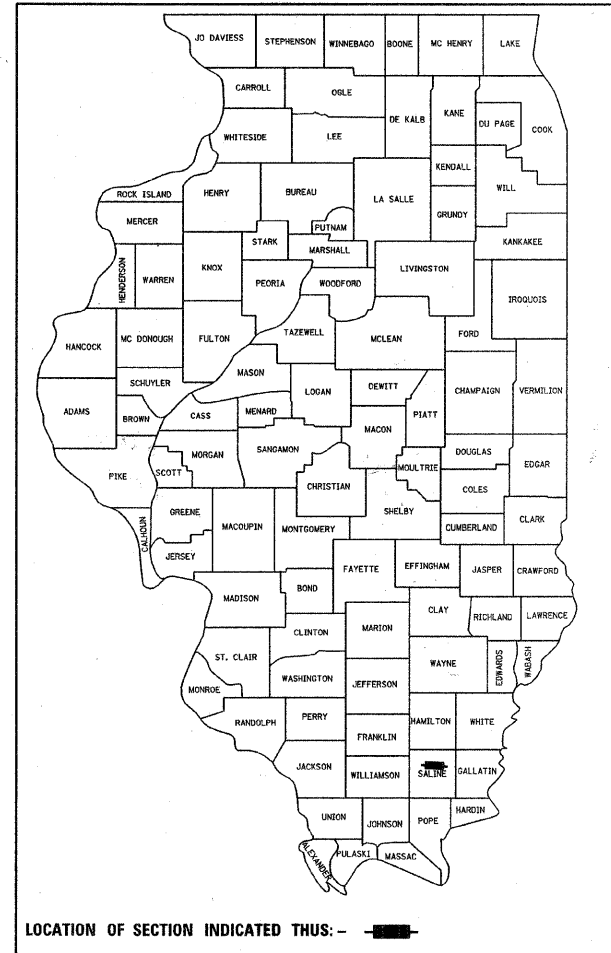 JO DAVIESS
STEPHENSON
WINNEBAGO
BOONE
MC HENRY
LAKE
CARROLL
OGLE
DE KALB
KANE
DU PAGE
COOK
WHITESIDE
LEE
KENDALL
WILL
ROCK ISLAND
HENRY
BUREAU
LA SALLE
GRUNDY
MERCER
PUTNAM
KANKAKEE
STARK
MARSHALL
HENDERSON
WARREN
KNOX
PEORIA
WOODFORD
LIVINGSTON
IROQUOIS
HANCOCK
MC DONOUGH
FULTON
TAZEWELL
MCLEAN
FORD
MASON
SCHUYLER
LOGAN
DEWITT
CHAMPAIGN
VERMILION
ADAMS
BROWN
CASS
MENARD
PIATT
MACON
MORGAN
SANGAMON
DOUGLAS
PIKE
SCOTT
MOULTRIE
EDGAR
CHRISTIAN
COLES
GREENE
SHELBY
CALHOUN
MACOUPIN
MONTGOMERY
CUMBERLAND
CLARK
JERSEY
FAYETTE
EFFINGHAM
JASPER
CRAWFORD
MADISON
BOND
CLAY
RICHLAND
LAWRENCE
CLINTON
MARION
ST. CLAIR
WAYNE
EDWARDS
WABASH
WASHINGTON
JEFFERSON
MONROE
RANDOLPH
PERRY
HAMILTON
WHITE
FRANKLIN
JACKSON
WILLIAMSON
SALINE
GALLATIN
HARDIN
UNION
JOHNSON
POPE
ALEXANDER
PULASKI
MASSAC
LOCATION OF SECTION INDICATED THUS: -